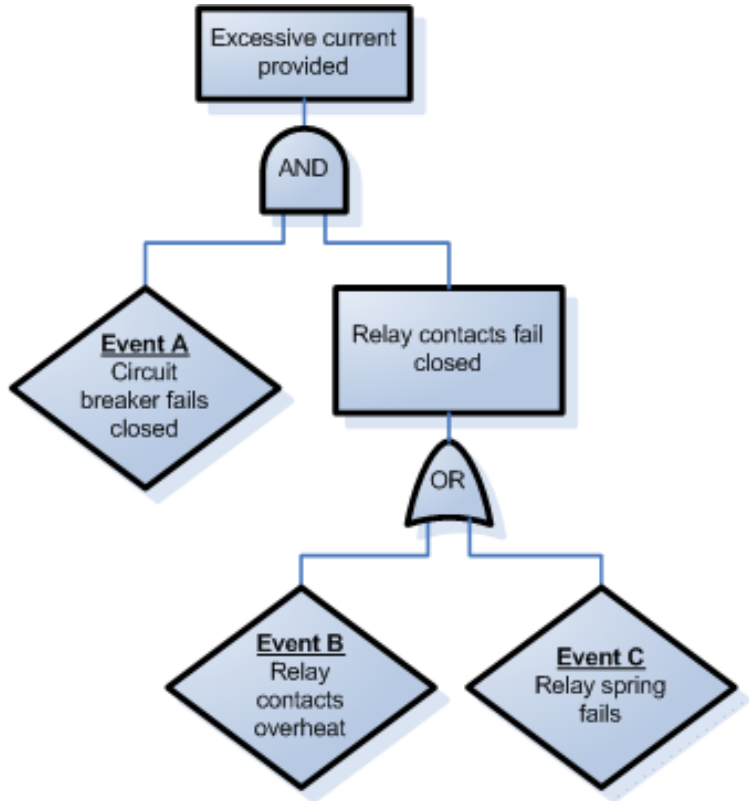 Excessive current
provided
AND
Event A
Circuit
breaker fails
closed
Relay contacts fail
closed
OR
Event B
Relay
contacts
overheat
Event C
Relay spring
fails